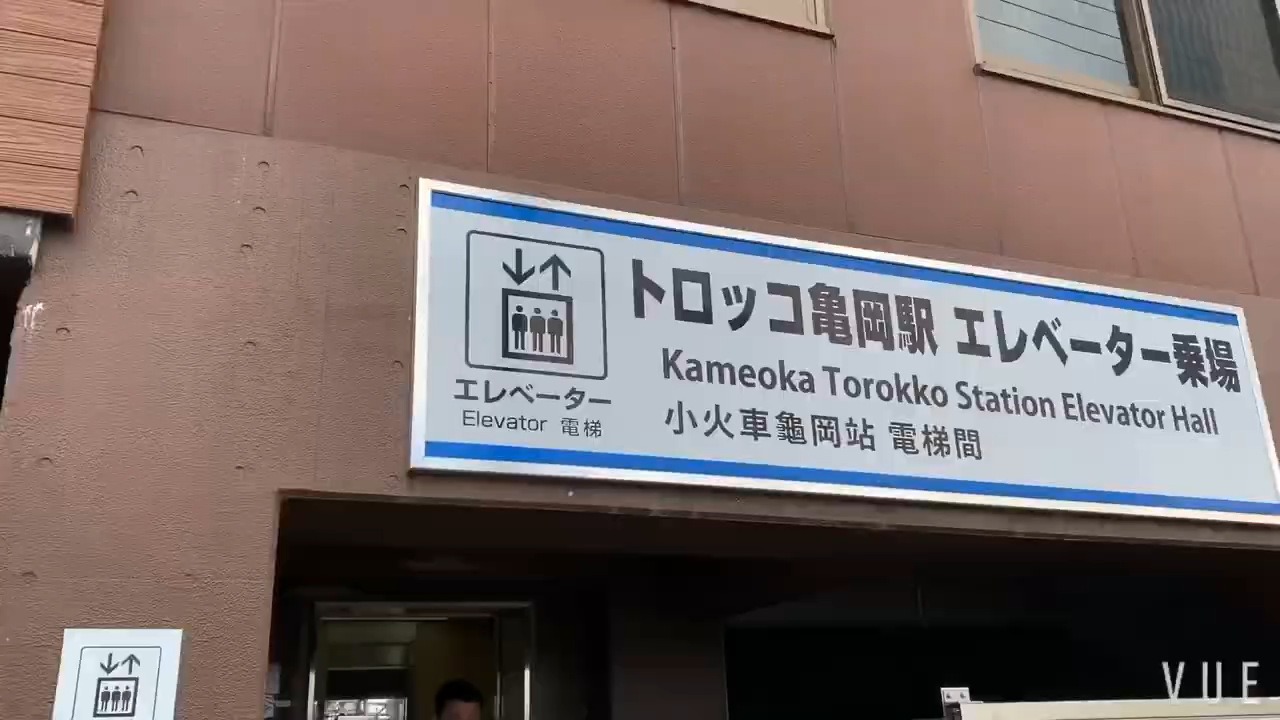 トロッコ亀岡駅 エレベーター乗場
Kameoka Torokko Station Elevator Hall
小火車龜岡站 電梯間
エレベーター
Elevator 電梯
VUE